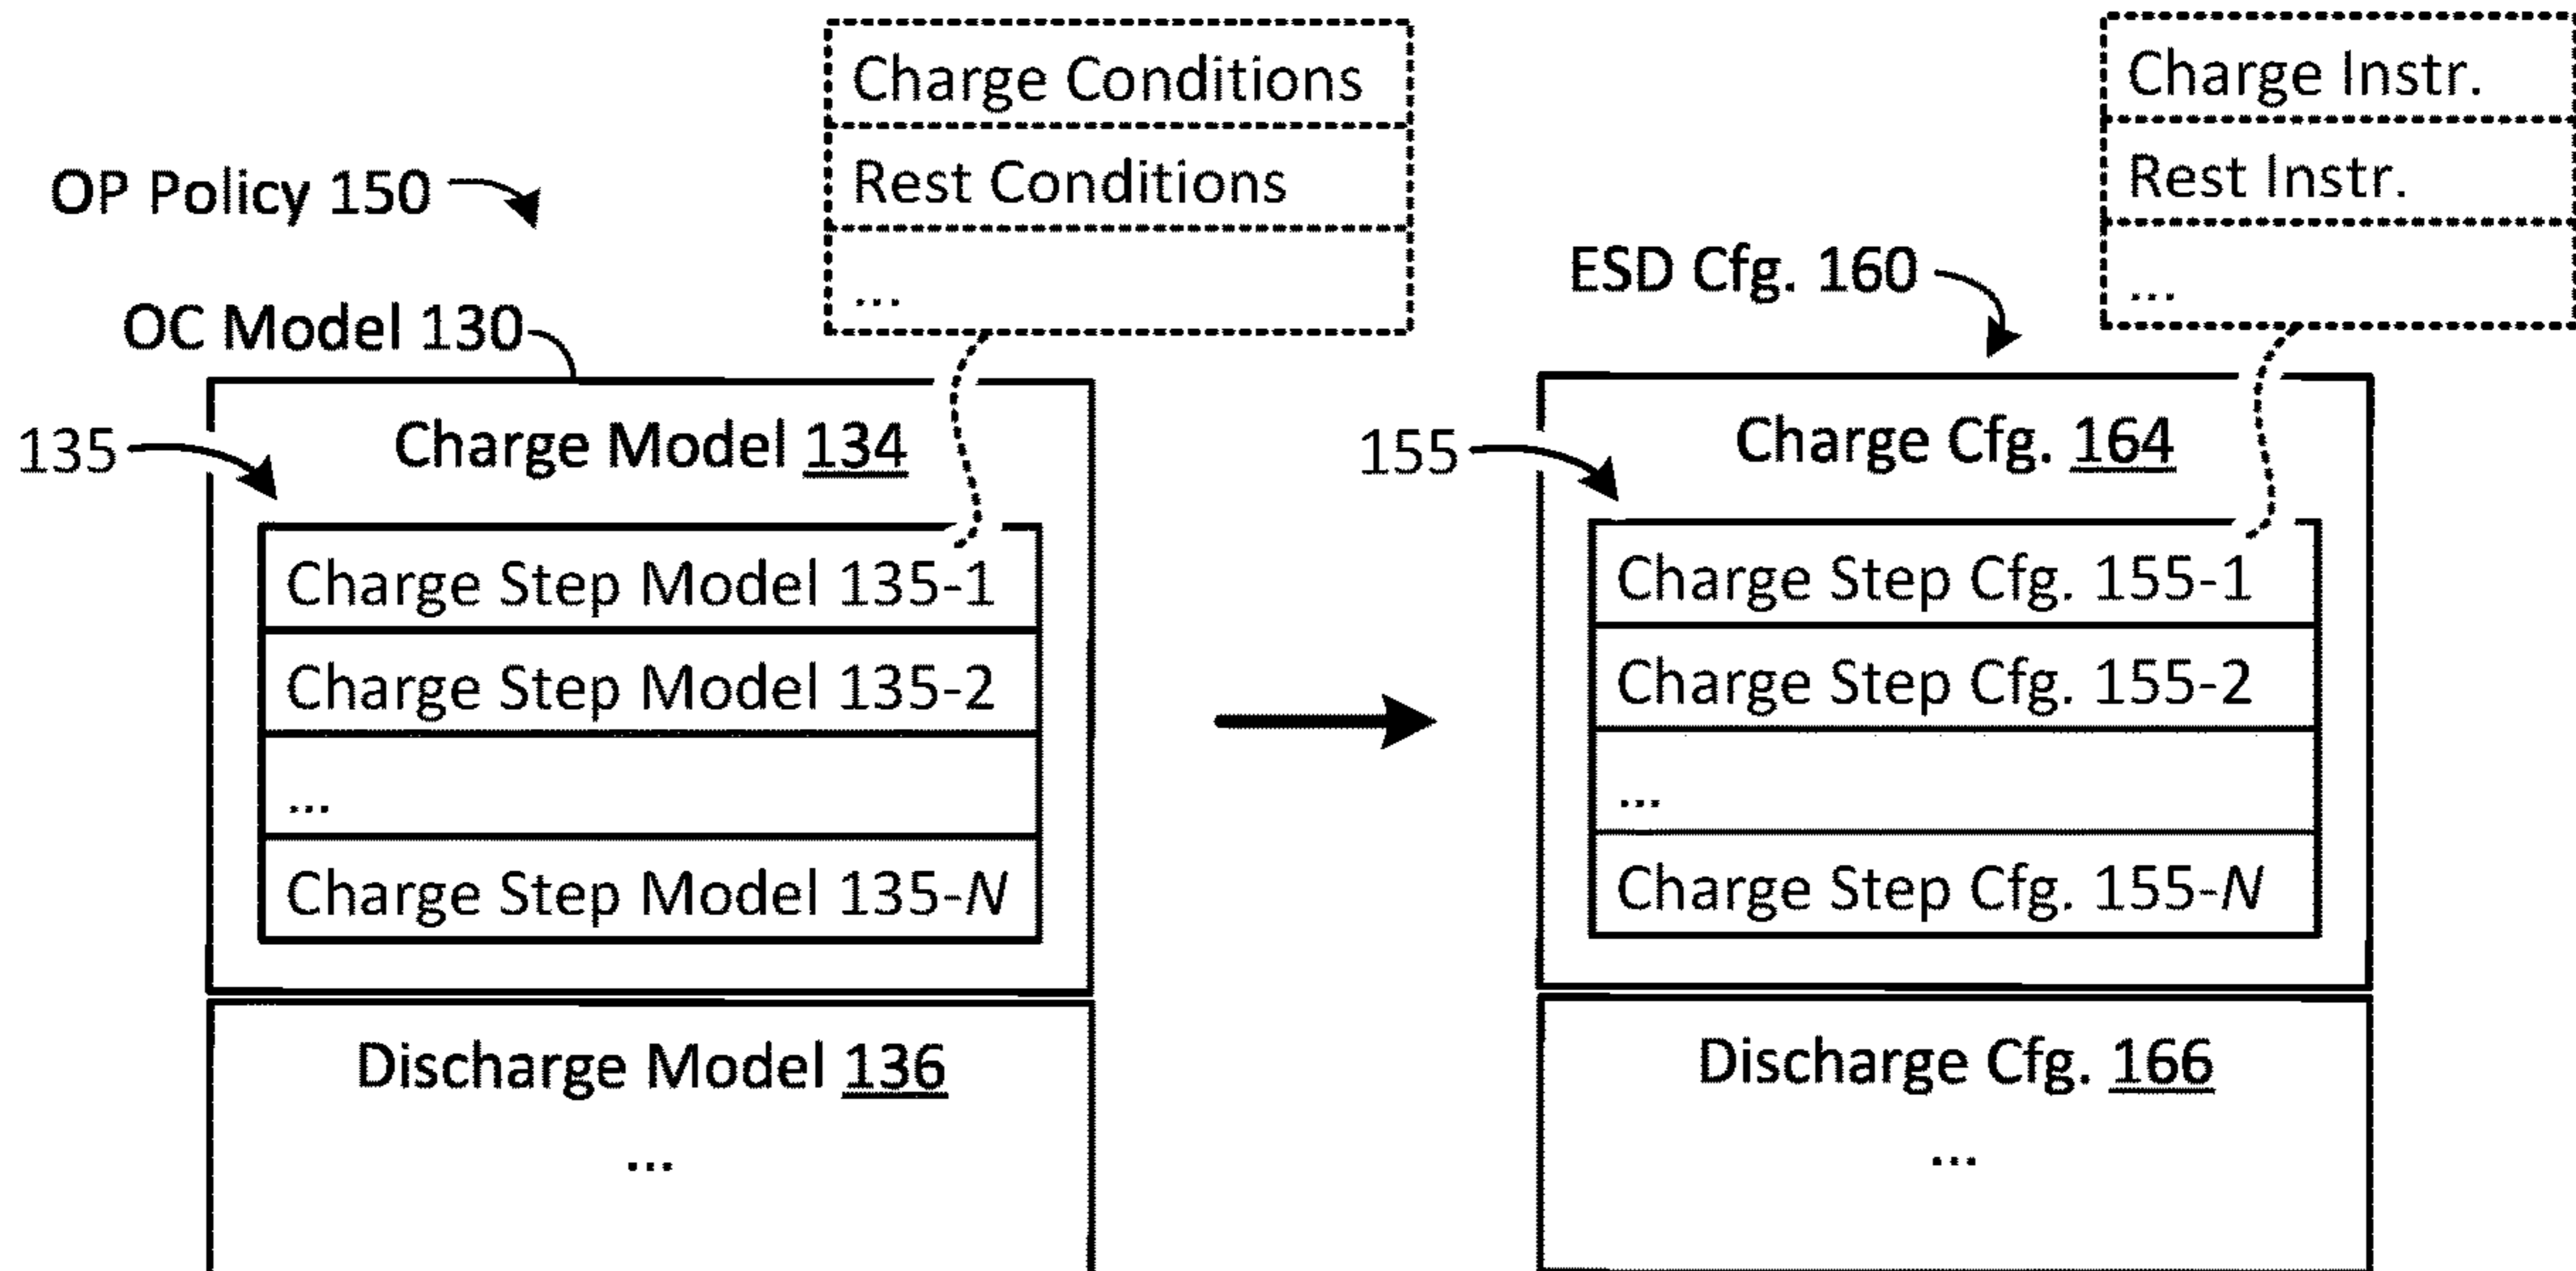 Charge Conditions
Rest Conditions
...
OP Policy 150
OC Model 130
135
Charge Model 134
Charge Step Model 135-1
Charge Step Model 135-2
...
Charge Step Model 135-N
Discharge Model 136
...
Charge Instr.
Rest Instr.
...
ESD Cfg. 160
155
Charge Cfg. 164
Charge Step Cfg. 155-1
Charge Step Cfg. 155-2
...
Charge Step Cfg. 155-N
Discharge Cfg. 166
...